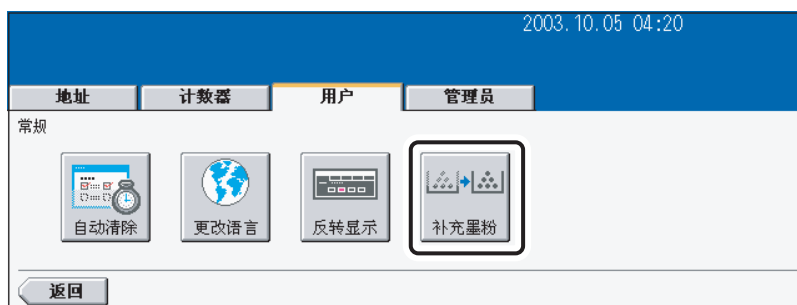 2003.10.05 04:20
地址 计数器 用户 管理员
常规
自动清除 更改语言 反转显示 补充墨粉
返回